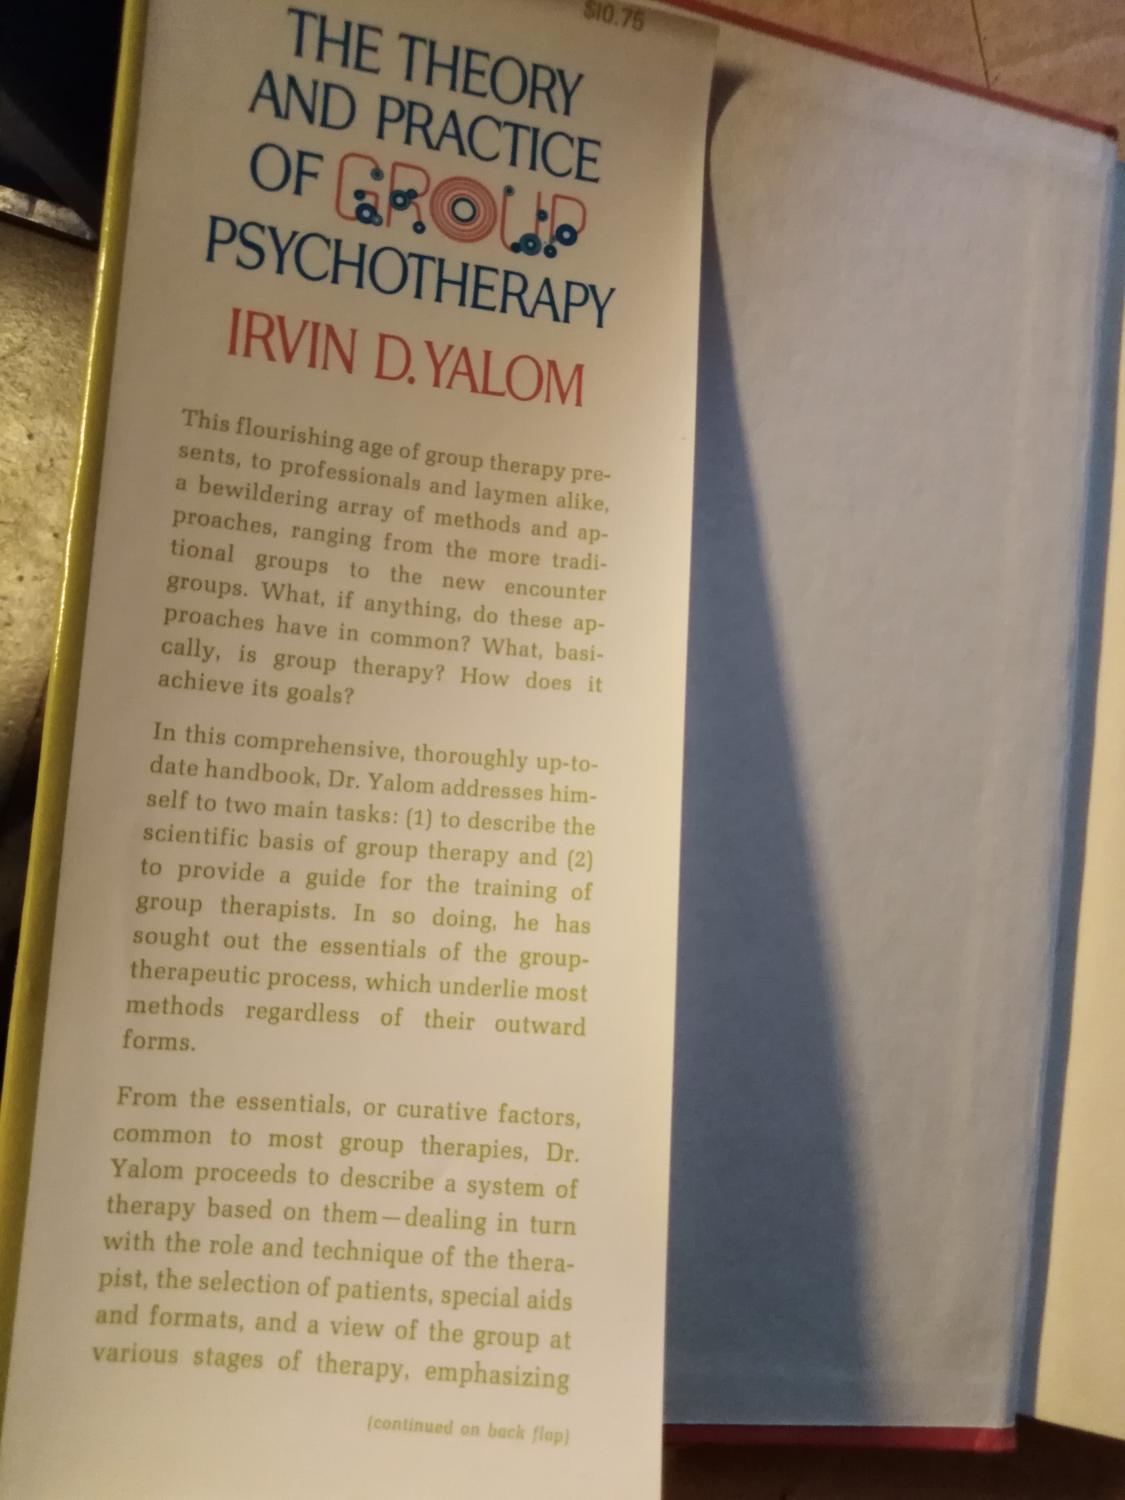 $10.75
THE THEORY
AND PRACTICE
OF GROUP
PSYCHOTHERAPY
IRVIN D. YALOM
This flourishing age of group therapy pre-
sents, to professionals and laymen alike,
a bewildering array of methods and ap-
proaches, ranging from the more tradi-
tional groups to the new encounter
groups. What, if anything, do these ap-
proaches have in common? What, basi-
cally, is group therapy? How does it
achieve its goals?
In this comprehensive, thoroughly up-to-
date handbook, Dr. Yalom addresses him-
self to two main tasks: (1) to describe the
scientific basis of group therapy and (2)
to provide a guide for the training of
group therapists. In so doing, he has
sought out the essentials of the group-
therapeutic process, which underlie most
methods regardless of their outward
forms.
From the essentials, or curative factors,
common to most group therapies, Dr.
Yalom proceeds to describe a system of
therapy based on them—dealing in turn
with the role and technique of the thera-
pist, the selection of patients, special aids
and formats, and a view of the group at
various stages of therapy, emphasizing
(continued on back flap)